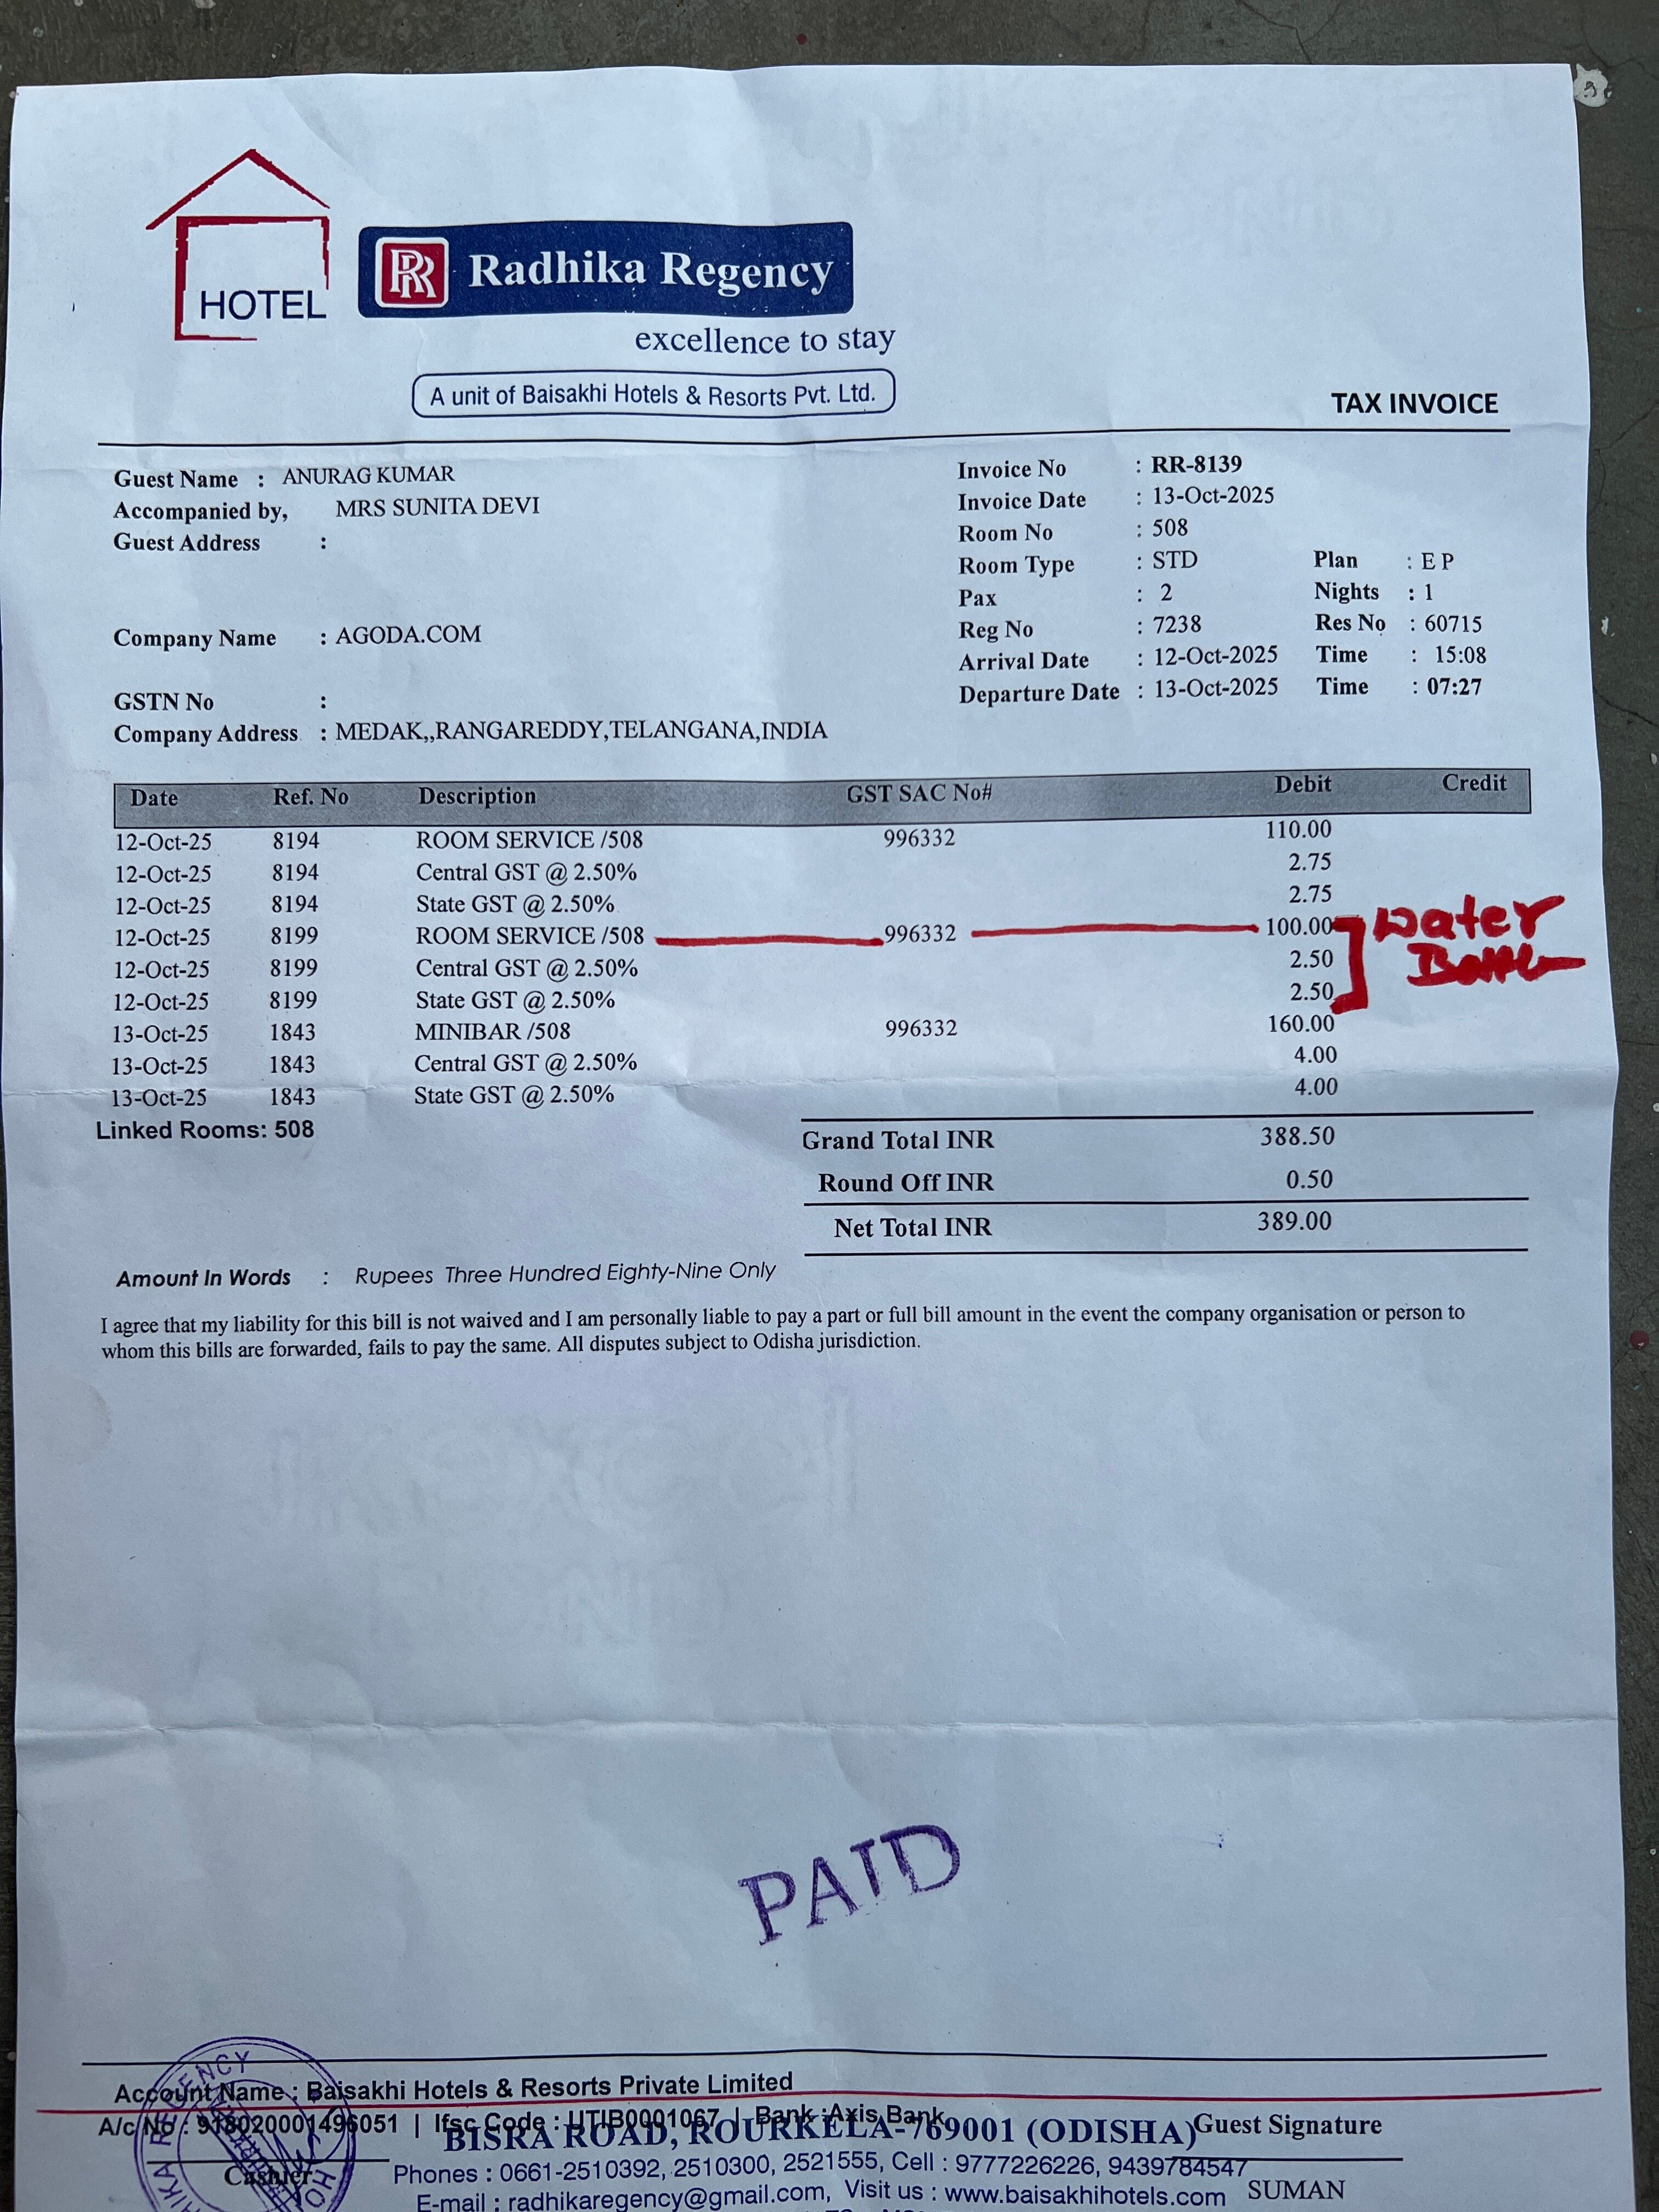 HOTEL
RR Radhika Regency
excellence to stay
A unit of Baisakhi Hotels & Resorts Pvt. Ltd.
TAX INVOICE
Guest Name : ANURAG KUMAR
Accompanied by, MRS SUNITA DEVI
Guest Address :
Company Name : AGODA.COM
GSTN No :
Company Address : MEDAK,,RANGAREDDY,TELANGANA,INDIA
Invoice No : RR-8139
Invoice Date : 13-Oct-2025
Room No : 508
Room Type : STD Plan : E P
Pax : 2 Nights : 1
Reg No : 7238 Res No : 60715
Arrival Date : 12-Oct-2025 Time : 15:08
Departure Date : 13-Oct-2025 Time : 07:27
Date Ref. No Description GST SAC No# Debit Credit
12-Oct-25 8194 ROOM SERVICE /508 996332 110.00
12-Oct-25 8194 Central GST @ 2.50% 2.75
12-Oct-25 8194 State GST @ 2.50% 2.75
12-Oct-25 8199 ROOM SERVICE /508 996332 100.00 water
12-Oct-25 8199 Central GST @ 2.50% 2.50
12-Oct-25 8199 State GST @ 2.50% 2.50
13-Oct-25 1843 MINIBAR /508 996332 160.00
13-Oct-25 1843 Central GST @ 2.50% 4.00
13-Oct-25 1843 State GST @ 2.50% 4.00
Linked Rooms: 508
Grand Total INR 388.50
Round Off INR 0.50
Net Total INR 389.00
Amount In Words : Rupees Three Hundred Eighty-Nine Only
I agree that my liability for this bill is not waived and I am personally liable to pay a part or full bill amount in the event the company organisation or person to
whom this bills are forwarded, fails to pay the same. All disputes subject to Odisha jurisdiction.
PAID
Account Name : Baisakhi Hotels & Resorts Private Limited
A/c No : 918020001496051 | Ifsc Code : UTIB0001067 | Bank :Axis Bank
BISRA ROAD, ROURKELA-769001 (ODISHA) Guest Signature
Cashier
Phones : 0661-2510392, 2510300, 2521555, Cell : 9777226226, 9439784547
E-mail : radhikaregency@gmail.com, Visit us : www.baisakhihotels.com SUMAN